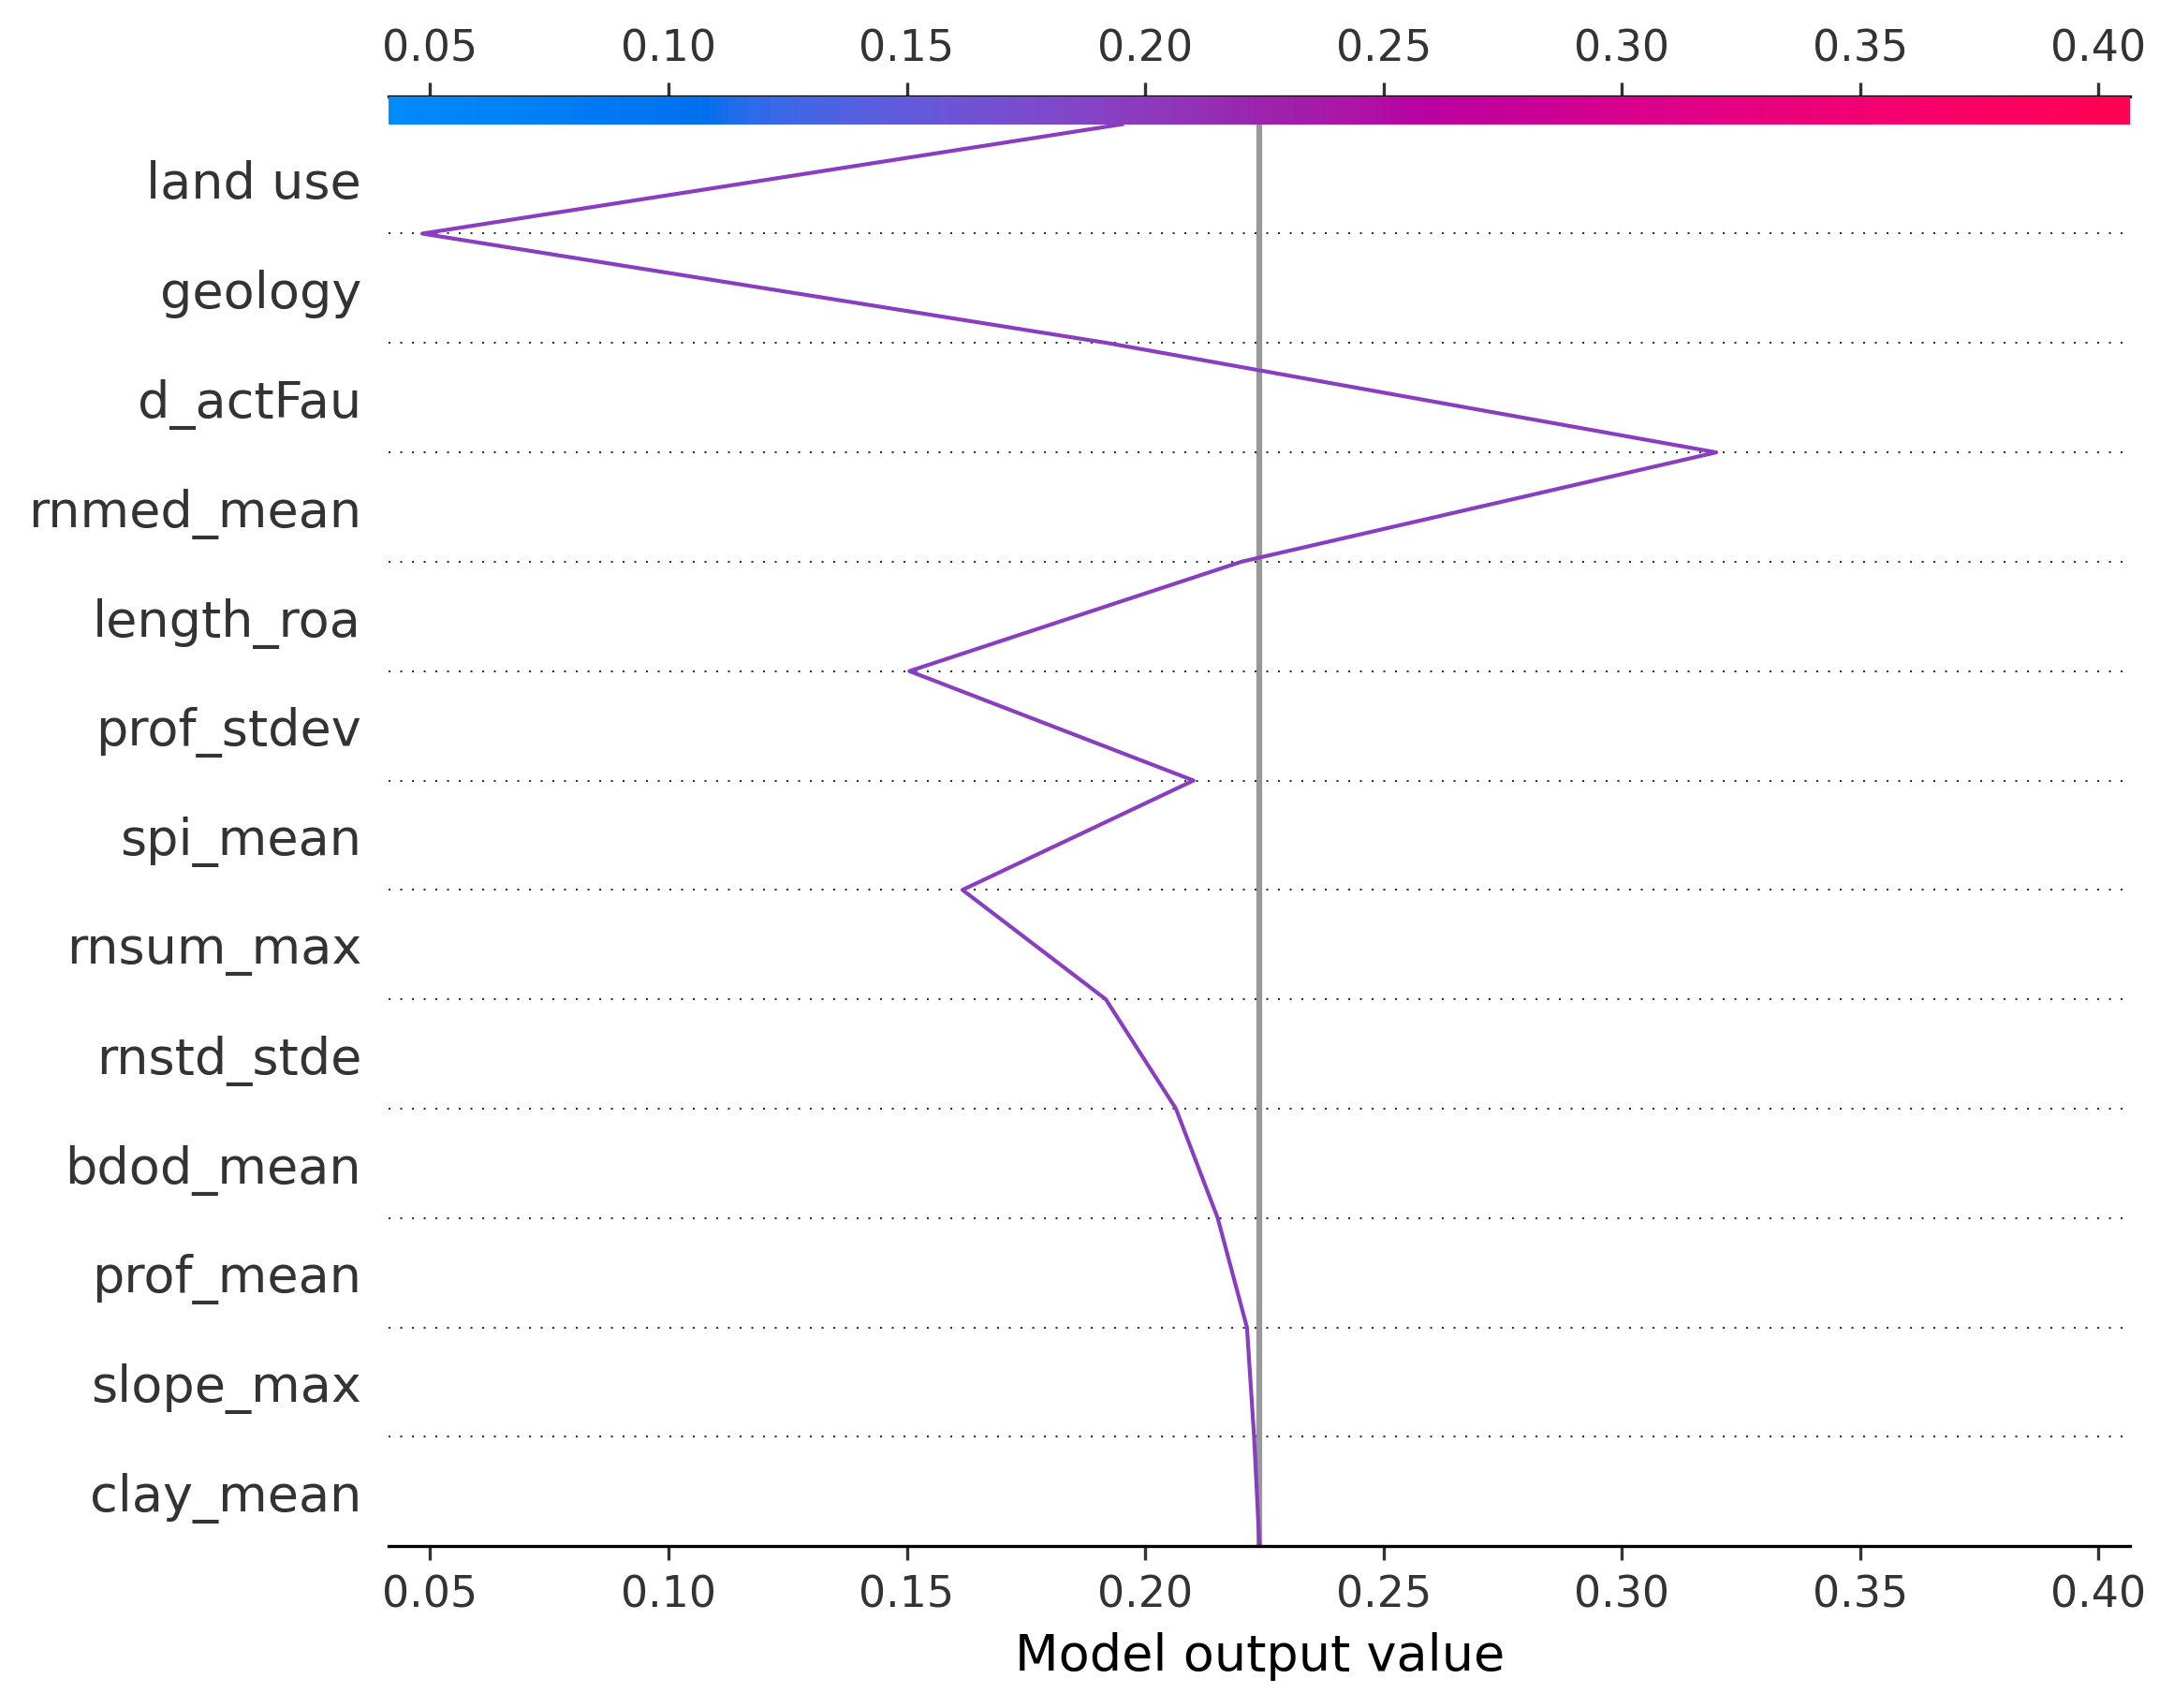 0.05 0.10 0.15 0.20 0.25 0.30 0.35 0.40
land use
geology
d_actFau
rnmed_mean
length_roa
prof_stdev
spi_mean
rnsum_max
rnstd_stde
bdod_mean
prof_mean
slope_max
clay_mean
0.05 0.10 0.15 0.20 0.25 0.30 0.35 0.40
Model output value